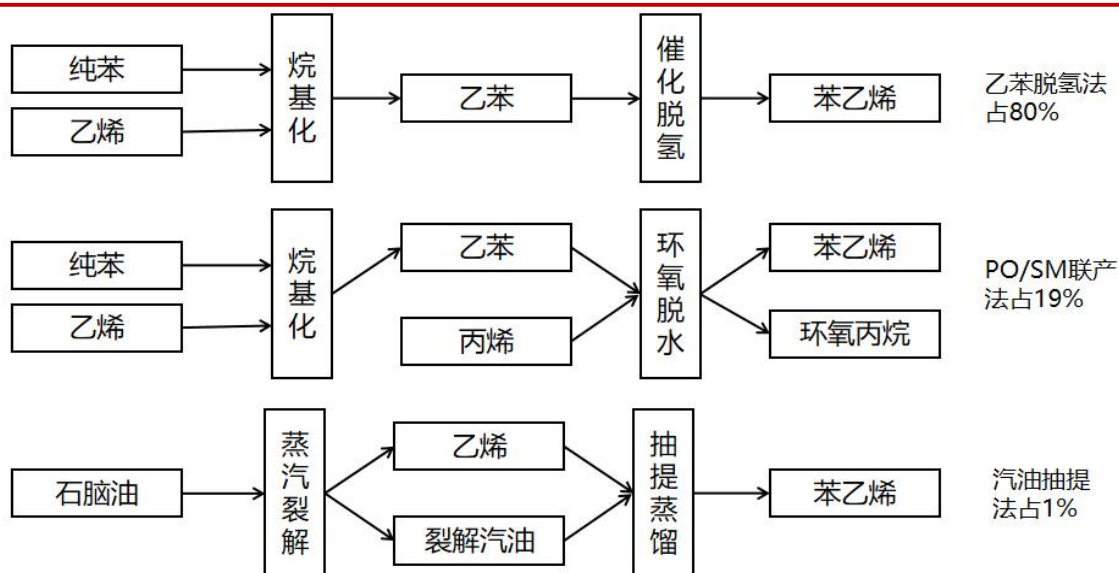 纯苯
乙烯
烷基化
乙苯
催化脱氢
苯乙烯
乙苯脱氢法
占80%
纯苯
乙烯
烷基化
乙苯
丙烯
环氧脱水
苯乙烯
环氧丙烷
PO/SM联产
法占19%
石脑油
蒸汽裂解
乙烯
裂解汽油
抽提蒸馏
苯乙烯
汽油抽提
法占1%